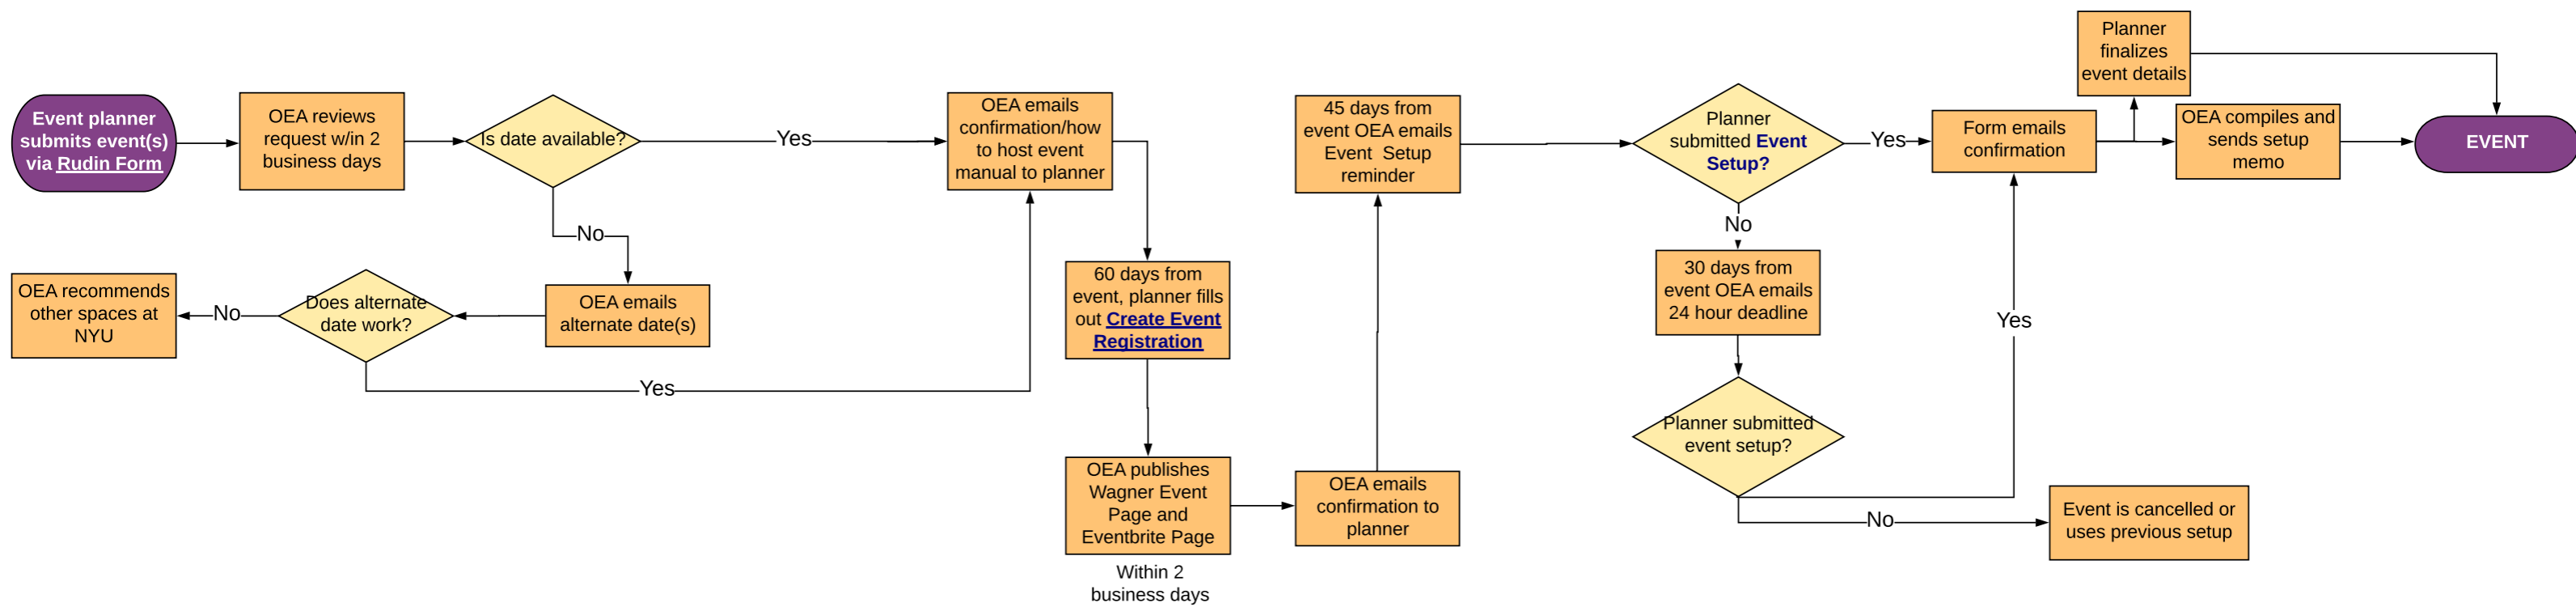 Event planner
submits event(s)
via Rudin Form
OEA reviews
request w/in 2
business days
Is date available?
Yes
No
OEA emails
alternate date(s)
Does alternate
date work?
No
OEA recommends
other spaces at
NYU
Yes
OEA emails
confirmation/how
to host event
manual to planner
60 days from
event, planner fills
out Create Event
Registration
OEA publishes
Wagner Event
Page and
Eventbrite Page
Within 2
business days
OEA emails
confirmation to
planner
45 days from
event OEA emails
Event Setup
reminder
Planner
submitted Event
Setup?
Yes
No
30 days from
event OEA emails
24 hour deadline
Planner submitted
event setup?
Yes
No
Event is cancelled or
uses previous setup
Form emails
confirmation
Planner
finalizes
event details
OEA compiles and
sends setup
memo
EVENT